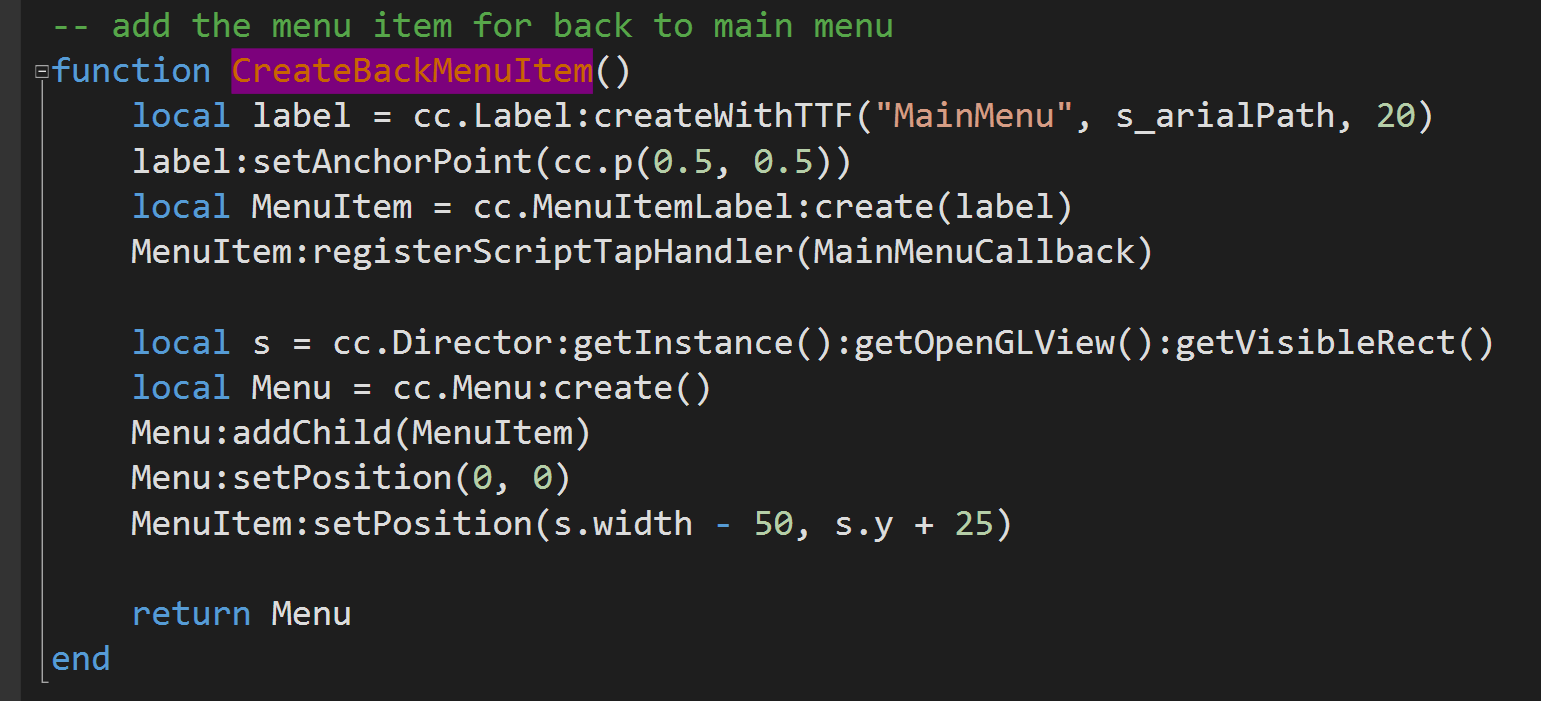 -- add the menu item for back to main menu
function CreateBackMenuItem()
    local label = cc.Label:createWithTTF("MainMenu", s_arialPath, 20)
    label:setAnchorPoint(cc.p(0.5, 0.5))
    local MenuItem = cc.MenuItemLabel:create(label)
    MenuItem:registerScriptTapHandler(MainMenuCallback)

    local s = cc.Director:getInstance():getOpenGLView():getVisibleRect()
    local Menu = cc.Menu:create()
    Menu:addChild(MenuItem)
    Menu:setPosition(0, 0)
    MenuItem:setPosition(s.width - 50, s.y + 25)

    return Menu
end